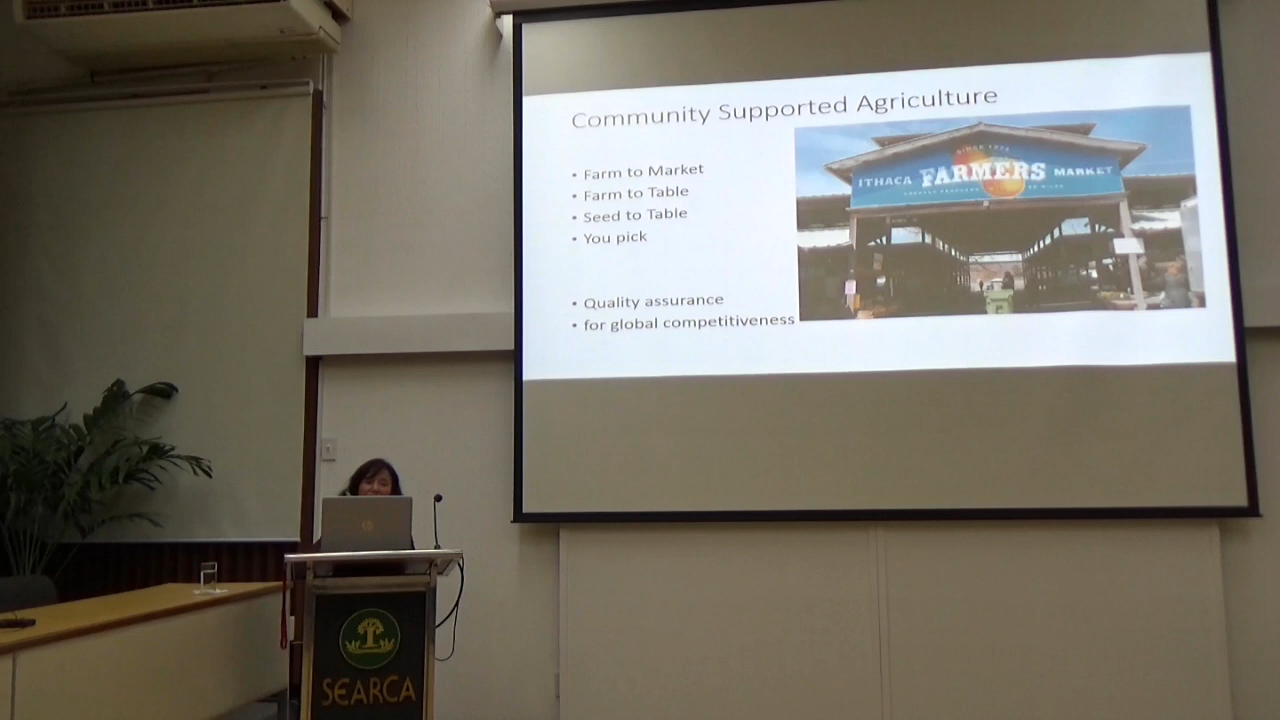 Community Supported Agriculture
• Farm to Market
• Farm to Table
• Seed to Table
• You pick
• Quality assurance
• for global competitiveness
SINCE 1973
ITHACA FARMERS MARKET
hp
SEARCA